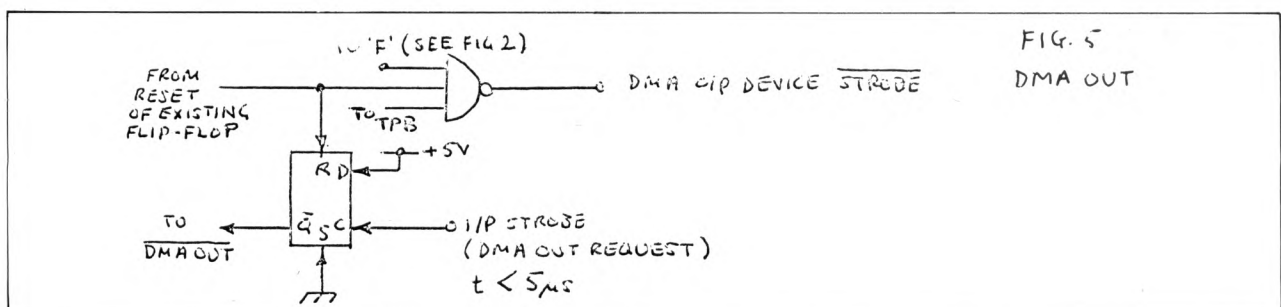 TO 'F' (SEE FIG 2)
FIG. 5
DMA OUT
FROM
RESET
OF EXISTING
FLIP-FLOP
DMA O/P DEVICE STROBE
TO TPB
+5V
R D
Q̄ S C
TO
DMA OUT
I/P STROBE
(DMA OUT REQUEST)
t < 5μs